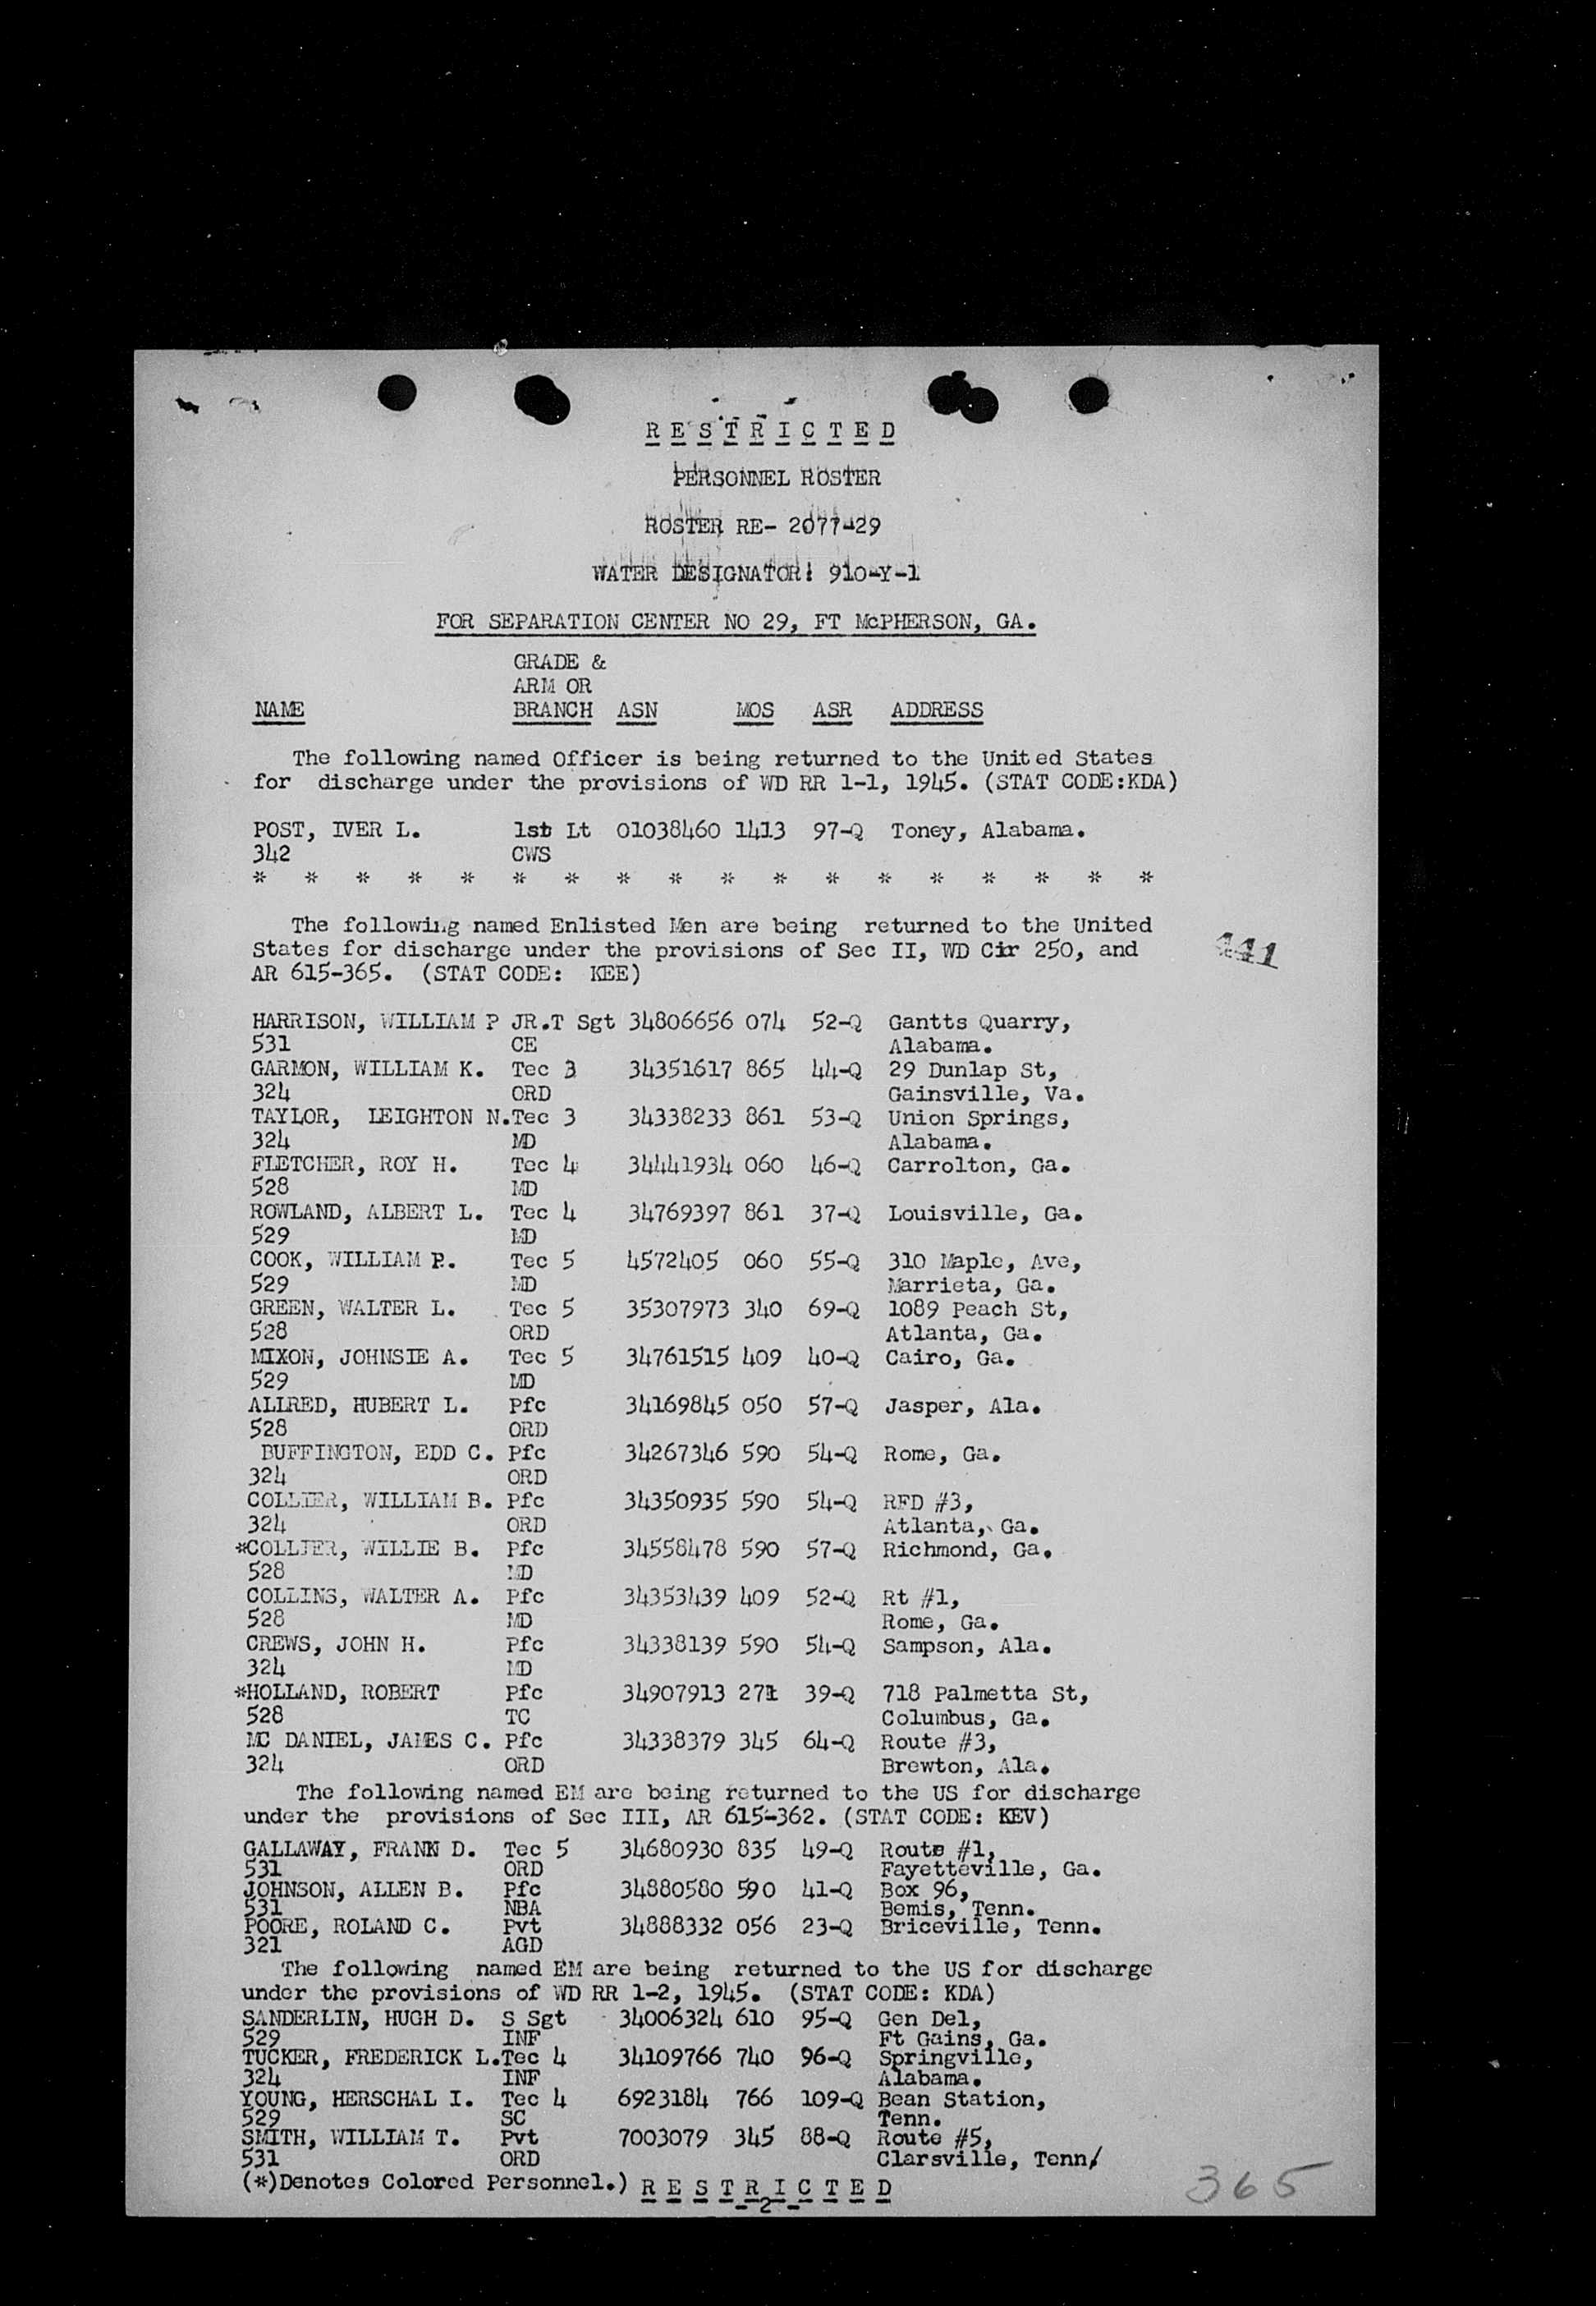 R E S T R I C T E D
PERSONNEL ROSTER
ROSTER RE- 2077-29
WATER DESIGNATOR: 910-Y-1
FOR SEPARATION CENTER NO 29, FT McPHERSON, GA.
GRADE &
ARM OR
NAME BRANCH ASN MOS ASR ADDRESS
The following named Officer is being returned to the United States
for discharge under the provisions of WD RR 1-1, 1945. (STAT CODE:KDA)
POST, IVER L. 1st Lt 01038460 1413 97-Q Toney, Alabama.
342 CWS
* * * * * * * * * * * * * * * * * *
The following named Enlisted Men are being returned to the United
States for discharge under the provisions of Sec II, WD Cir 250, and
441
AR 615-365. (STAT CODE: KEE)
HARRISON, WILLIAM P JR.T Sgt 34806656 074 52-Q Gantts Quarry,
531 CE Alabama.
GARMON, WILLIAM K. Tec 3 34351617 865 44-Q 29 Dunlap St,
324 ORD Gainsville, Va.
TAYLOR, LEIGHTON N.Tec 3 34338233 861 53-Q Union Springs,
324 MD Alabama.
FLETCHER, ROY H. Tec 4 34441934 060 46-Q Carrolton, Ga.
528 MD
ROWLAND, ALBERT L. Tec 4 34769397 861 37-Q Louisville, Ga.
529 MD
COOK, WILLIAM P.. Tec 5 4572405 060 55-Q 310 Maple, Ave,
529 MD Marrieta, Ga.
GREEN, WALTER L. Tec 5 35307973 340 69-Q 1089 Peach St,
528 ORD Atlanta, Ga.
MIXON, JOHNSIE A. Tec 5 34761515 409 40-Q Cairo, Ga.
529 MD
ALLRED, HUBERT L. Pfc 34169845 050 57-Q Jasper, Ala.
528 ORD
BUFFINGTON, EDD C. Pfc 34267346 590 54-Q Rome, Ga.
324 ORD
COLLIER, WILLIAM B. Pfc 34350935 590 54-Q RFD #3,
324 ORD Atlanta, Ga.
*COLLIER, WILLIE B. Pfc 34558478 590 57-Q Richmond, Ga.
528 MD
COLLINS, WALTER A. Pfc 34353439 409 52-Q Rt #1,
528 MD Rome, Ga.
CREWS, JOHN H. Pfc 34338139 590 54-Q Sampson, Ala.
324 MD
*HOLLAND, ROBERT Pfc 34907913 271 39-Q 718 Palmetta St,
528 TC Columbus, Ga.
MC DANIEL, JAMES C. Pfc 34338379 345 64-Q Route #3,
324 ORD Brewton, Ala.
The following named EM are being returned to the US for discharge
under the provisions of Sec III, AR 615-362. (STAT CODE: KEV)
GALLAWAY, FRANK D. Tec 5 34680930 835 49-Q Route #1,
531 ORD Fayetteville, Ga.
JOHNSON, ALLEN B. Pfc 34880580 590 41-Q Box 96,
531 NBA Bemis, Tenn.
POORE, ROLAND C. Pvt 34888332 056 23-Q Briceville, Tenn.
321 AGD
The following named EM are being returned to the US for discharge
under the provisions of WD RR 1-2, 1945. (STAT CODE: KDA)
SANDERLIN, HUGH D. S Sgt 34006324 610 95-Q Gen Del,
529 INF Ft Gains, Ga.
TUCKER, FREDERICK L.Tec 4 34109766 740 96-Q Springville,
324 INF Alabama.
YOUNG, HERSCHAL I. Tec 4 6923184 766 109-Q Bean Station,
529 SC Tenn.
SMITH, WILLIAM T. Pvt 7003079 345 88-Q Route #5,
531 ORD Clarsville, Tenn/
(*)Denotes Colored Personnel.) R E S T R I C T E D
-2-
365